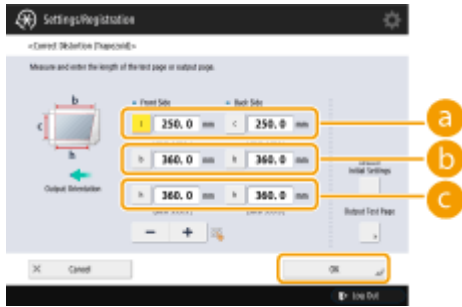 Settings/Registration
<Correct Distortion (Trapezoid)>
Measure and enter the length of the test page or output page.
Front Side
Back Side
b
c
250.0 mm
c
250.0 mm
a
b
360.0 mm
360.0 mm
b
h
360.0 mm
360.0 mm
c
Output Orientation
Initial Settings
Output Test Page
- +
Cancel
OK
Log Out